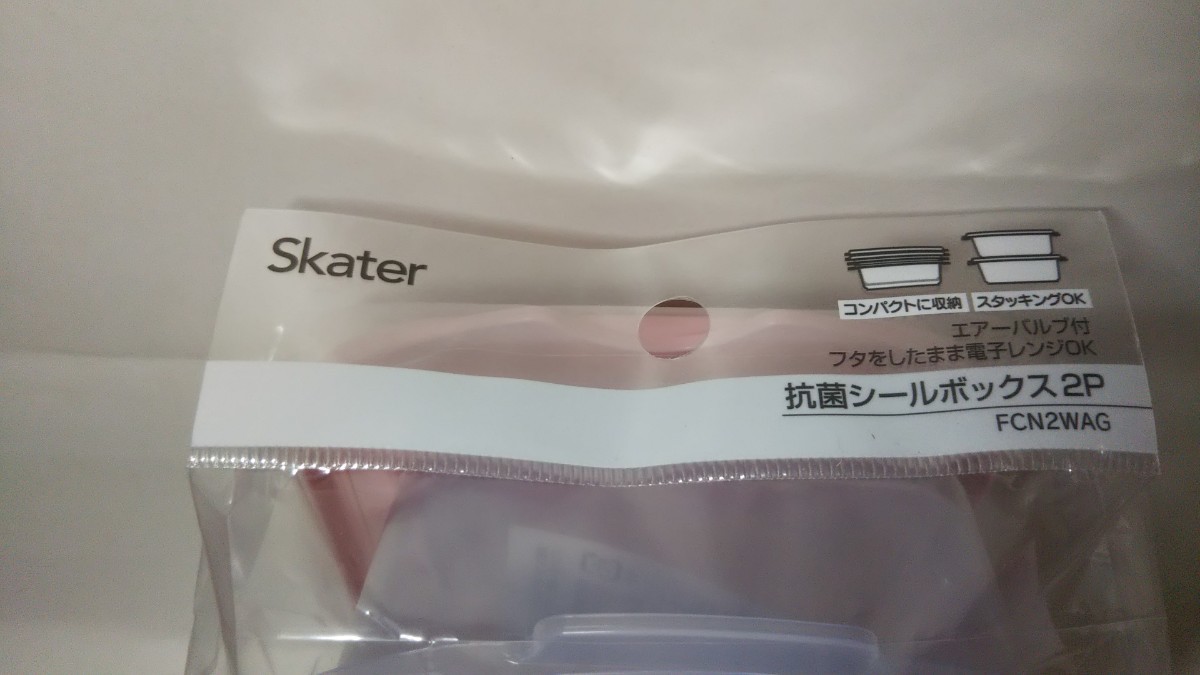 Skater
コンパクトに収納 スタッキングOK
エアーバルブ付
フタをしたまま電子レンジOK
抗菌シールボックス2P
FCN2WAG